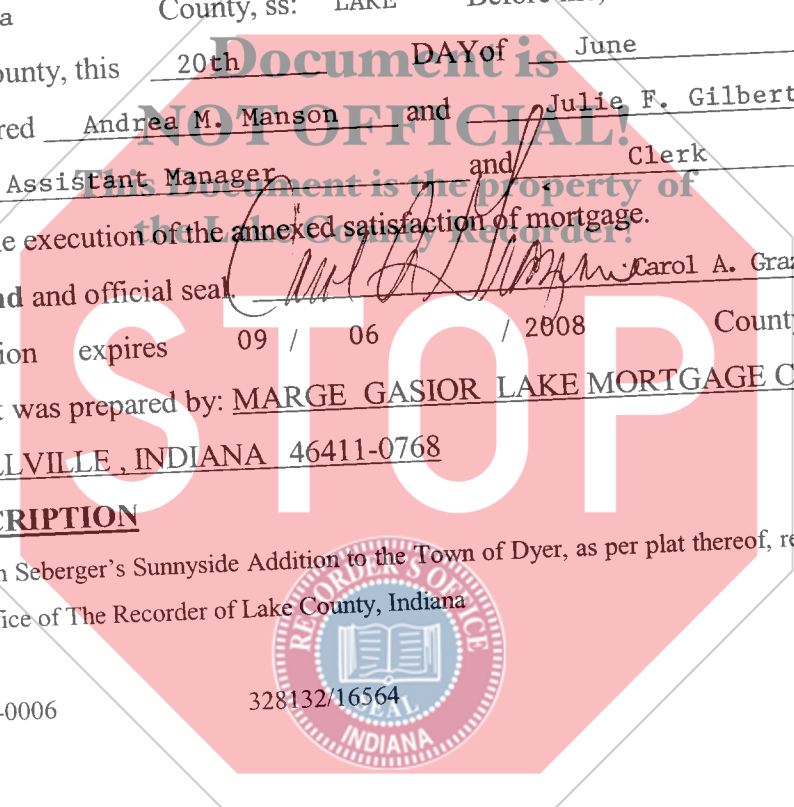 a County, ss: LAKE
ounty, this 20th DAY of June
red Andrea M. Manson and Julie F. Gilbert
Assistant Manager and Clerk
e execution of the annexed satisfaction of mortgage.
nd and official seal. Carol A. Graz
ion expires 09 / 06 / 2008 County
t was prepared by: MARGE GASIOR LAKE MORTGAGE C
LLVILLE , INDIANA 46411-0768
CRIPTION
n Seberger's Sunnyside Addition to the Town of Dyer, as per plat thereof, re
fice of The Recorder of Lake County, Indiana
-0006 328132/16564
Document is
NOT OFFICIAL!
This Document is the property of
the Lake County Recorder!
STOP
RECORDER'S OFFICE
SEAL
INDIANA